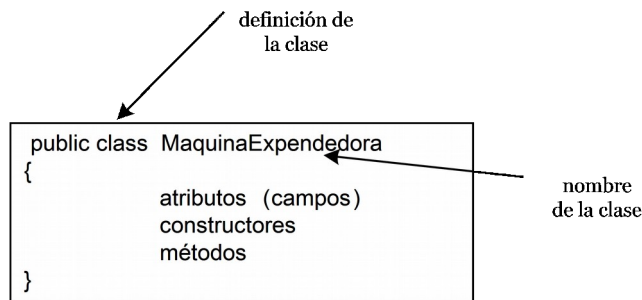 definición de
la clase
public class MaquinaExpendedora
{
atributos (campos)
constructores
métodos
}
nombre
de la clase